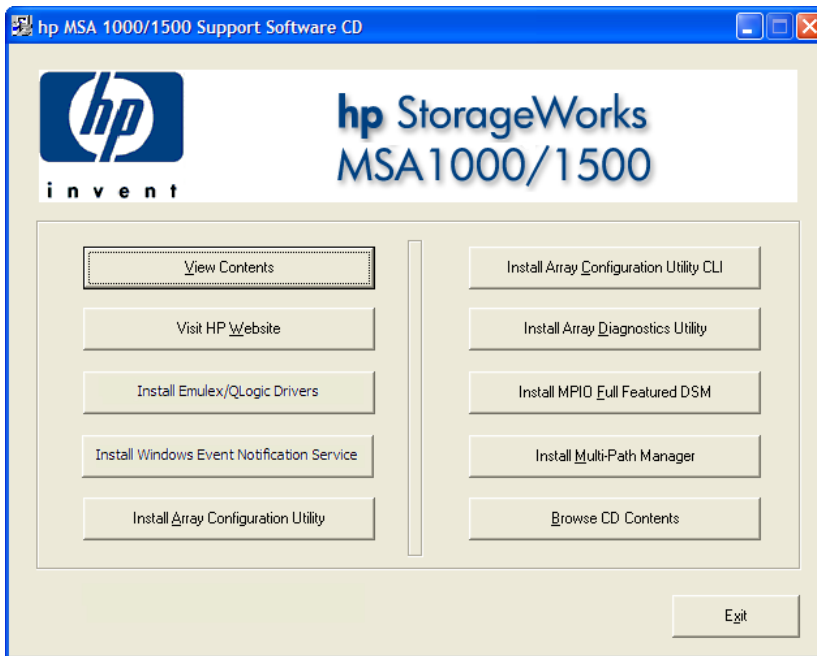 hp MSA 1000/1500 Support Software CD
hp
invent
hp StorageWorks
MSA1000/1500
View Contents
Visit HP Website
Install Emulex/QLogic Drivers
Install Windows Event Notification Service
Install Array Configuration Utility
Install Array Configuration Utility CLI
Install Array Diagnostics Utility
Install MPIO Full Featured DSM
Install Multi-Path Manager
Browse CD Contents
Exit